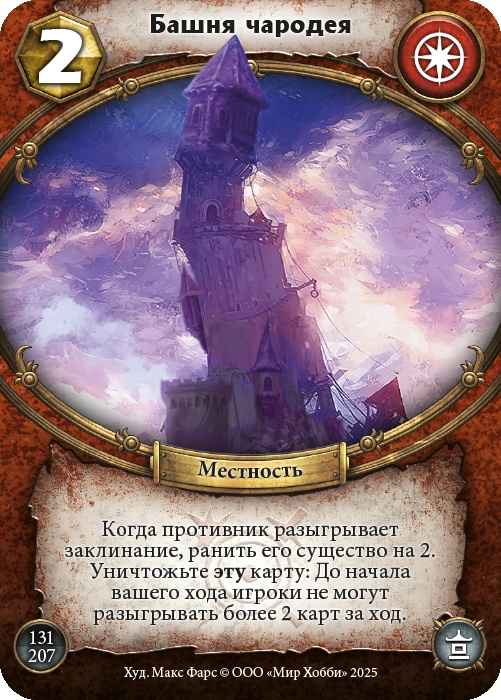 Башня чародея
2
Местность
Когда противник разыгрывает
заклинание, ранить его существо на 2.
Уничтожьте эту карту: До начала
вашего хода игроки не могут
разыгрывать более 2 карт за ход.
131
207
Худ. Макс Фарс © ООО «Мир Хобби» 2025